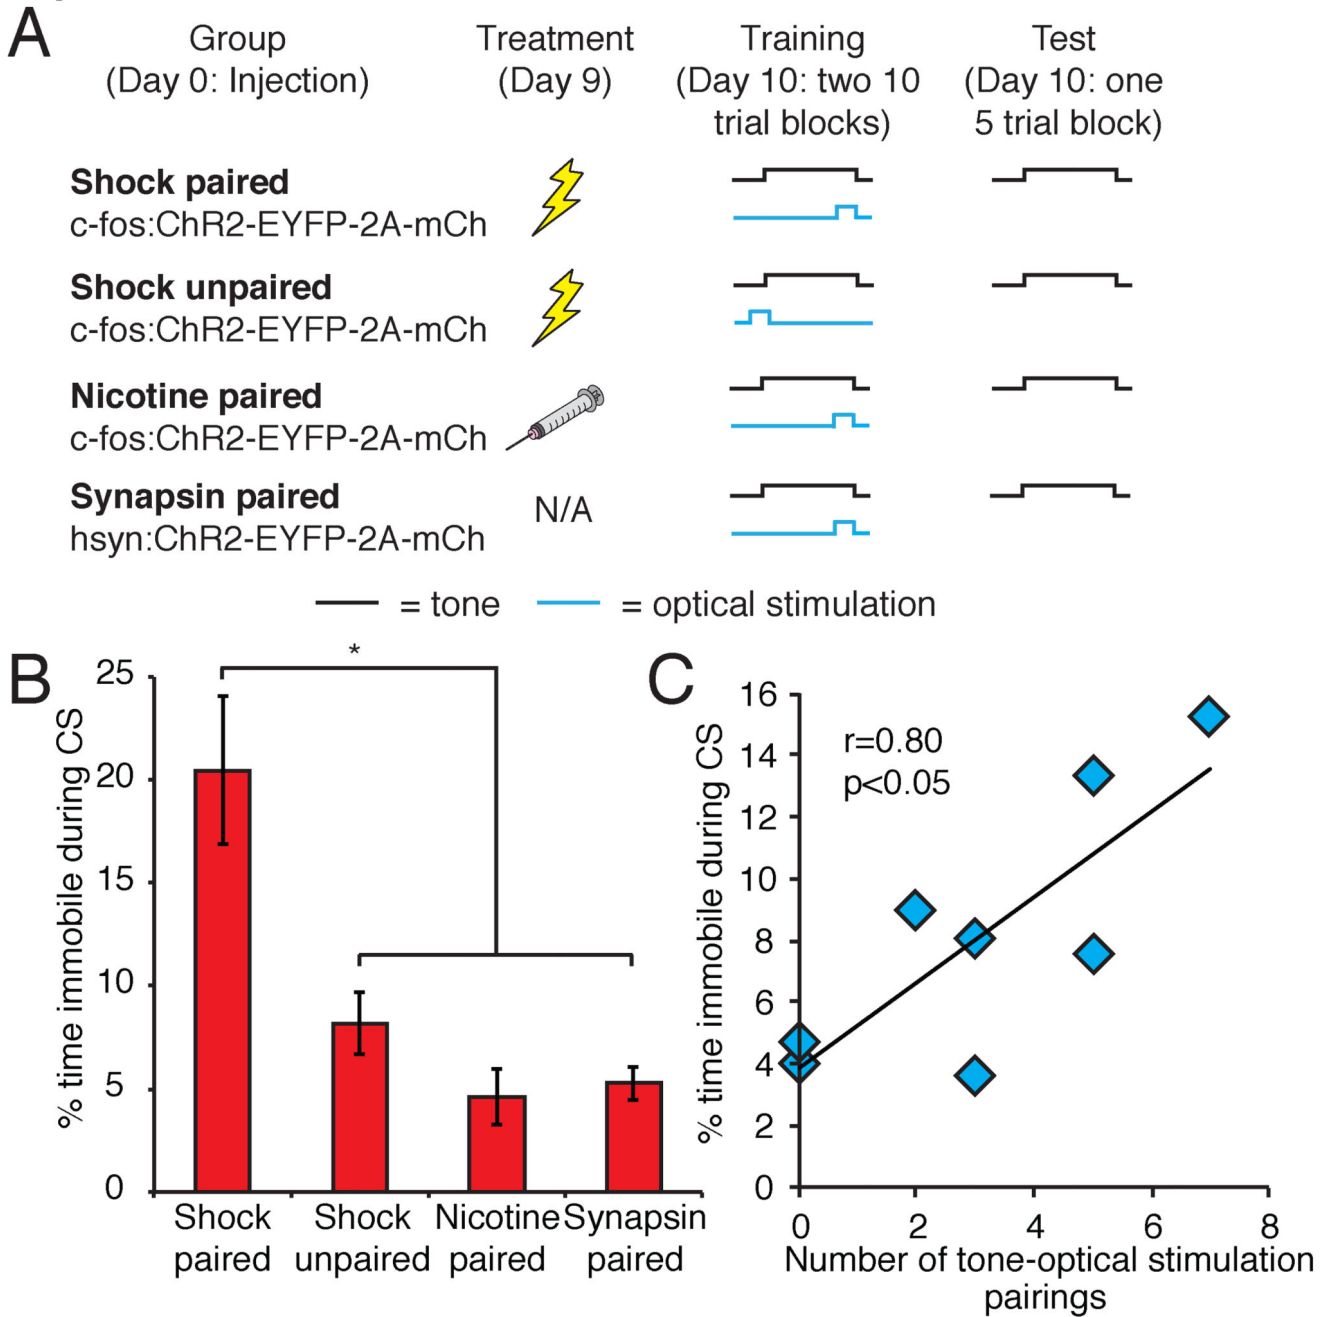 A
Group
(Day 0: Injection)
Treatment
(Day 9)
Training
(Day 10: two 10
trial blocks)
Test
(Day 10: one
5 trial block)
Shock paired
c-fos:ChR2-EYFP-2A-mCh
Shock unpaired
c-fos:ChR2-EYFP-2A-mCh
Nicotine paired
c-fos:ChR2-EYFP-2A-mCh
Synapsin paired
hsyn:ChR2-EYFP-2A-mCh
N/A
= tone
= optical stimulation
B
% time immobile during CS
25
20
15
10
5
0
*
Shock
paired
Shock
unpaired
Nicotine
paired
Synapsin
paired
C
% time immobile during CS
16
14
12
10
8
6
4
2
0
r=0.80
p<0.05
0 2 4 6 8
Number of tone-optical stimulation
pairings